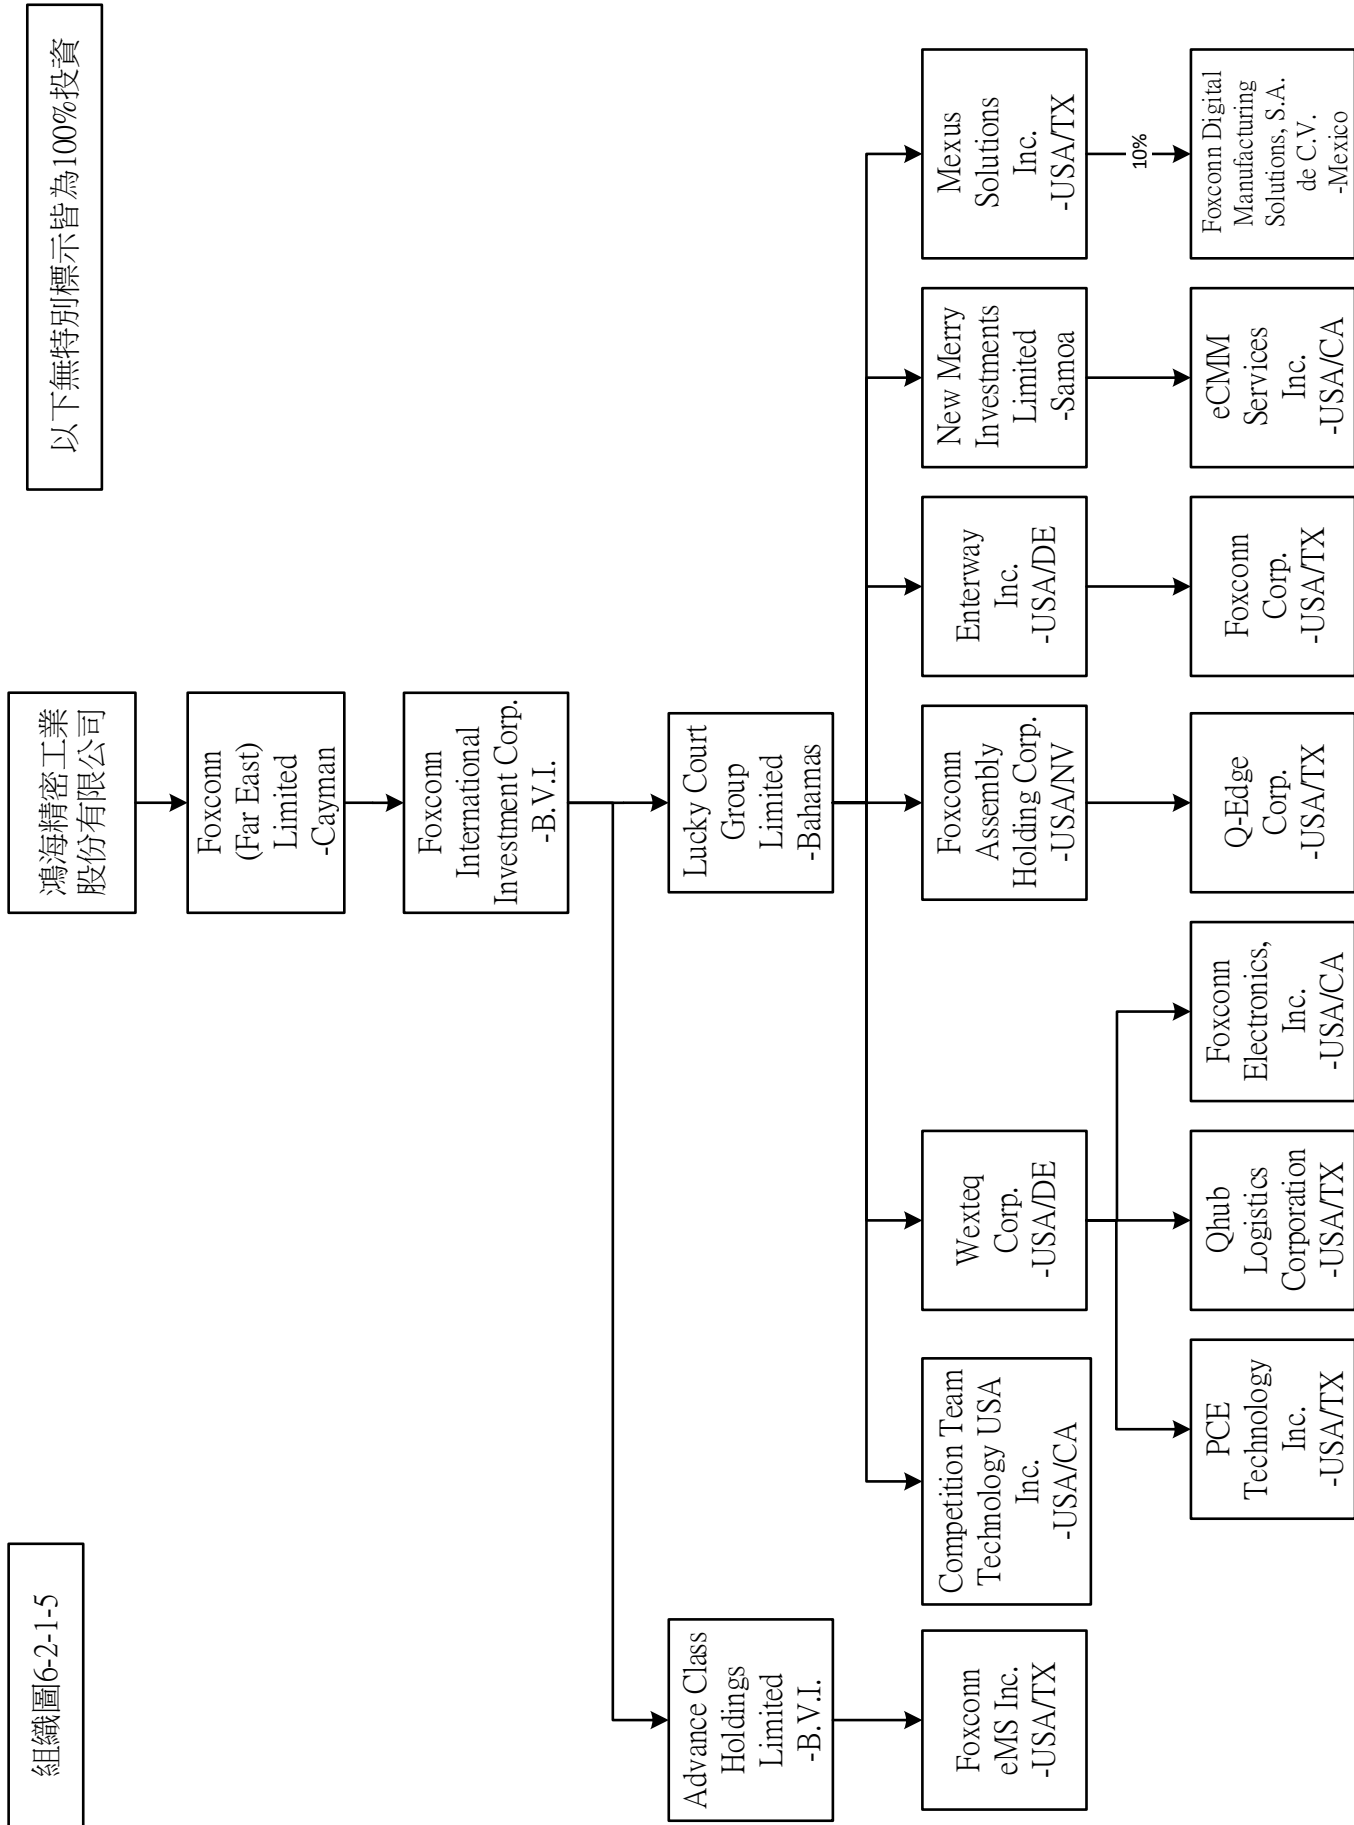 組織圖6-2-1-5
以下無特別標示皆為100%投資
鴻海精密工業
股份有限公司
Foxconn
(Far East)
Limited
-Cayman
Foxconn
International
Investment Corp.
-B.V.I.
Advance Class
Holdings
Limited
-B.V.I.
Lucky Court
Group
Limited
-Bahamas
Foxconn
eMS Inc.
-USA/TX
Competition Team
Technology USA
Inc.
-USA/CA
Wexteq
Corp.
-USA/DE
Foxconn
Assembly
Holding Corp.
-USA/NV
Enterway
Inc.
-USA/DE
New Merry
Investments
Limited
-Samoa
Mexus
Solutions
Inc.
-USA/TX
10%
PCE
Technology
Inc.
-USA/TX
Qhub
Logistics
Corporation
-USA/TX
Foxconn
Electronics,
Inc.
-USA/CA
Q-Edge
Corp.
-USA/TX
Foxconn
Corp.
-USA/TX
eCMM
Services
Inc.
-USA/CA
Foxconn Digital
Manufacturing
Solutions, S.A.
de C.V.
-Mexico